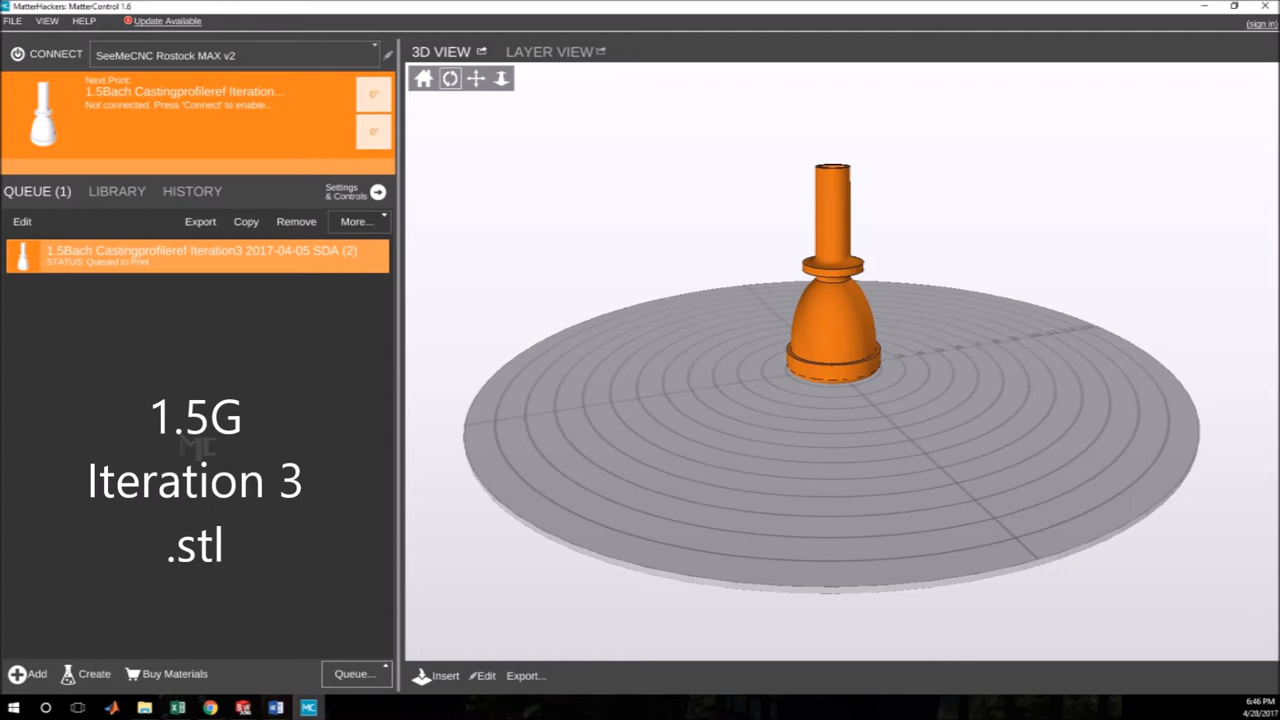 MatterHackers: MatterControl 1.6
FILE VIEW HELP Update Available
(sign in)
CONNECT SeeMeCNC Rostock MAX v2
3D VIEW LAYER VIEW
Next Print:
1.5Bach Castingprofileref Iteration...
Not connected. Press 'Connect' to enable...
0°
0°
QUEUE (1) LIBRARY HISTORY
Settings
& Controls
Edit Export Copy Remove More...
1.5Bach Castingprofileref Iteration3 2017-04-05 SDA (2)
STATUS: Queued to Print
1.5G
MC
Iteration 3
.stl
Add Create Buy Materials Queue...
Insert Edit Export...
6:46 PM
4/28/2017